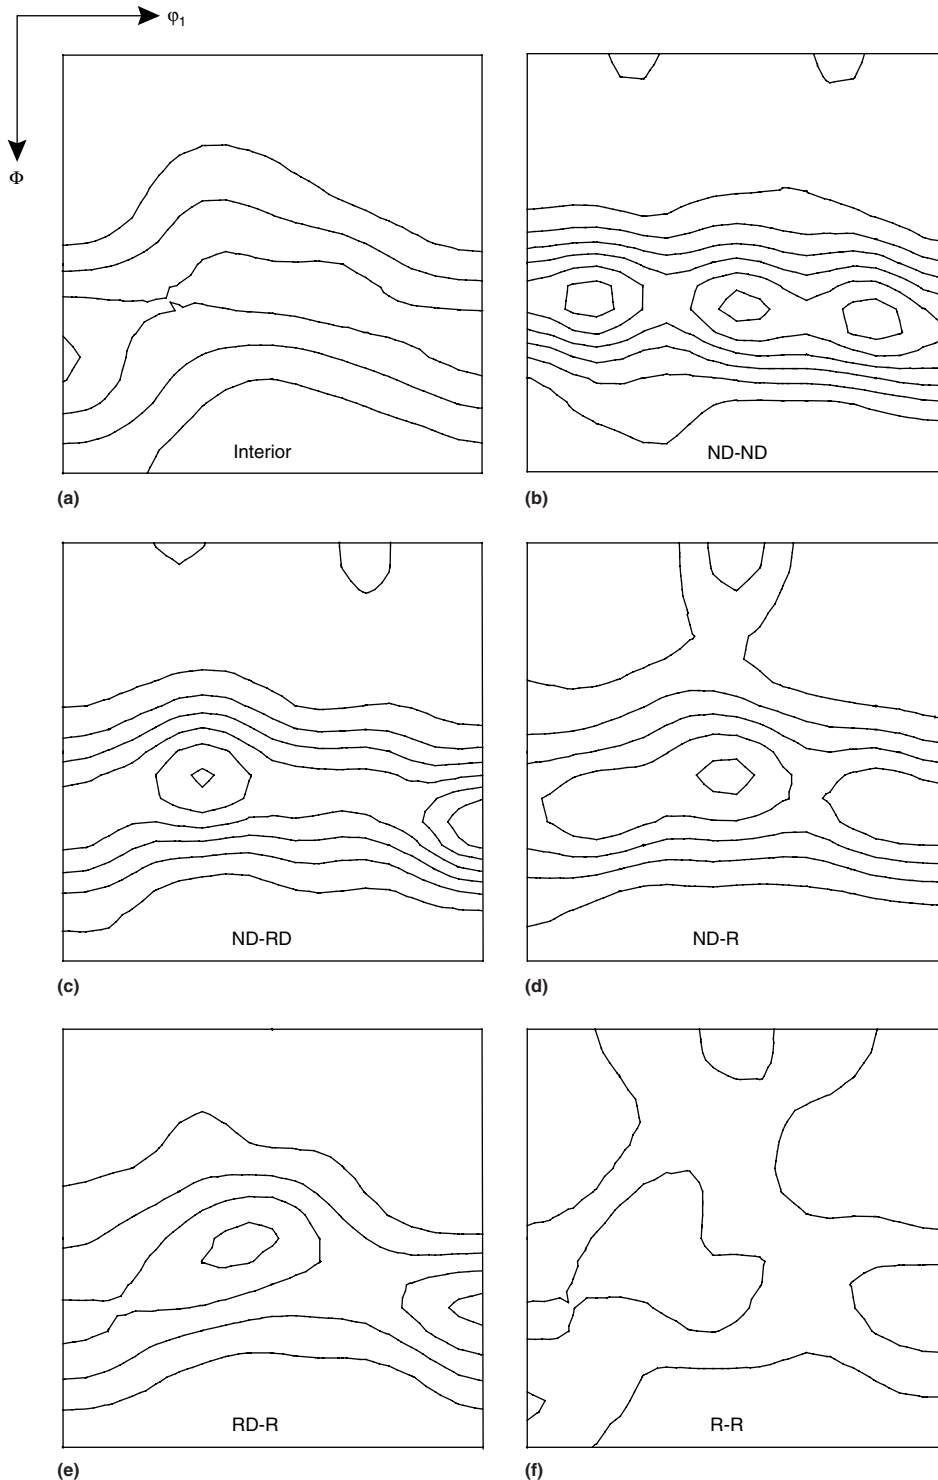 φ1
Φ
Interior
(a)
ND-ND
(b)
ND-RD
(c)
ND-R
(d)
RD-R
(e)
R-R
(f)